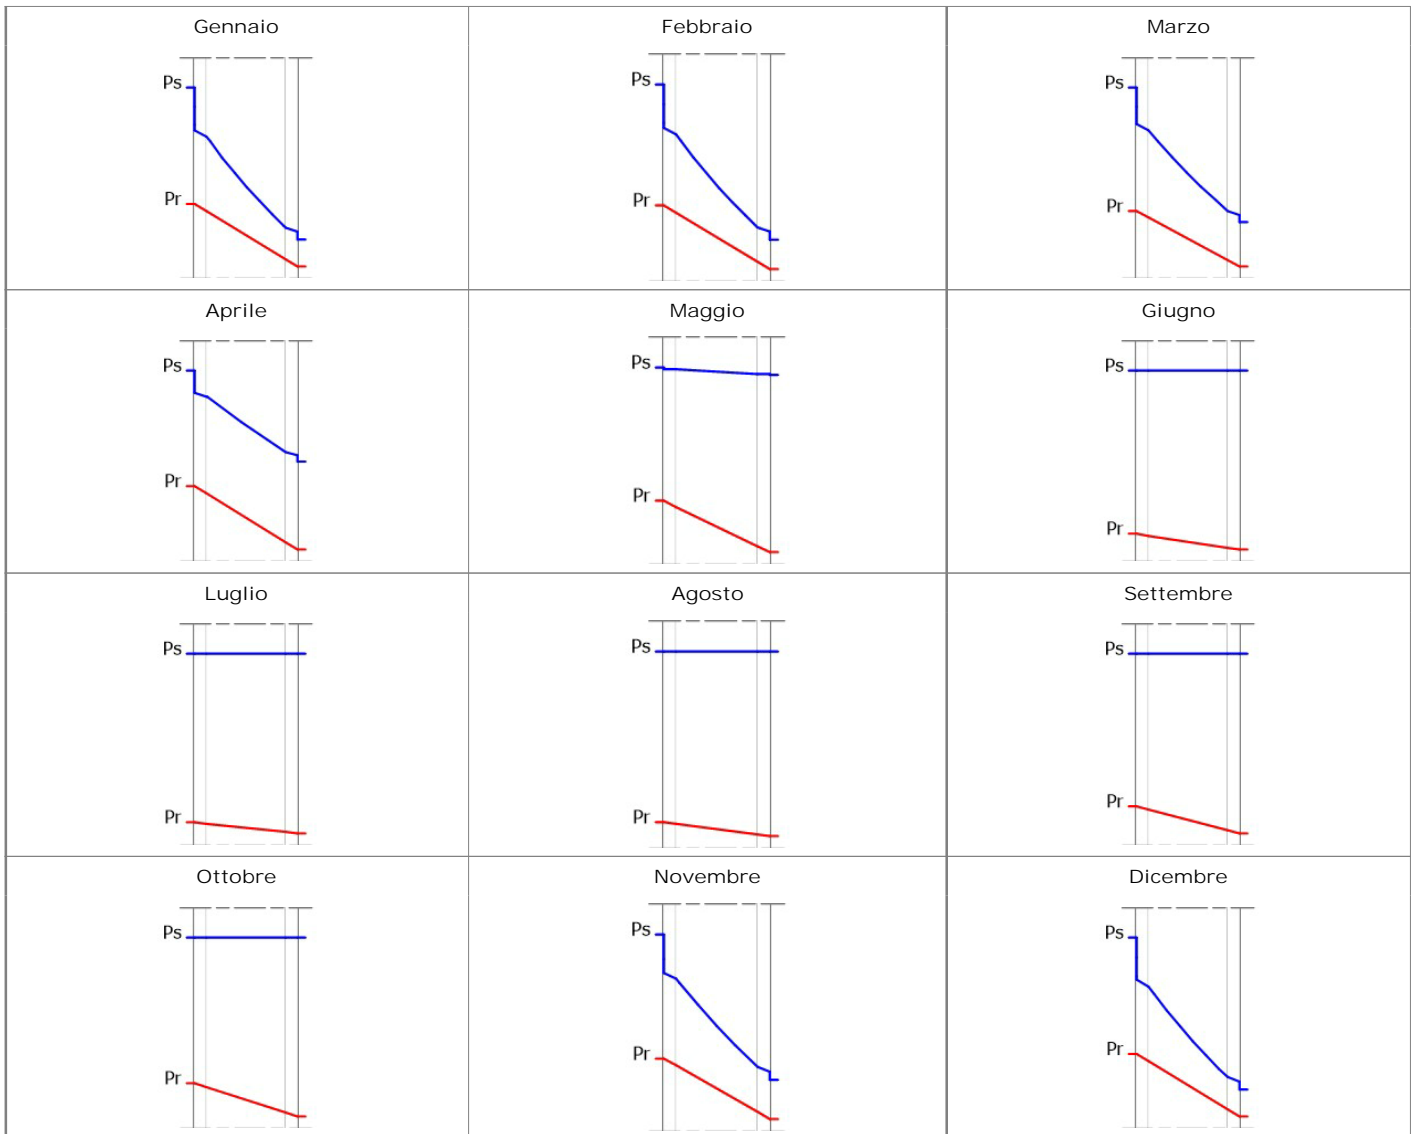 Gennaio
Febbraio
Marzo
Ps
Pr
Ps
Pr
Ps
Pr
Aprile
Maggio
Giugno
Ps
Pr
Ps
Pr
Ps
Pr
Luglio
Agosto
Settembre
Ps
Pr
Ps
Pr
Ps
Pr
Ottobre
Novembre
Dicembre
Ps
Pr
Ps
Pr
Ps
Pr